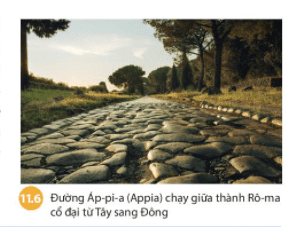 11.6 Đường Áp-pi-a (Appia) chạy giữa thành Rô-ma
cổ đại từ Tây sang Đông